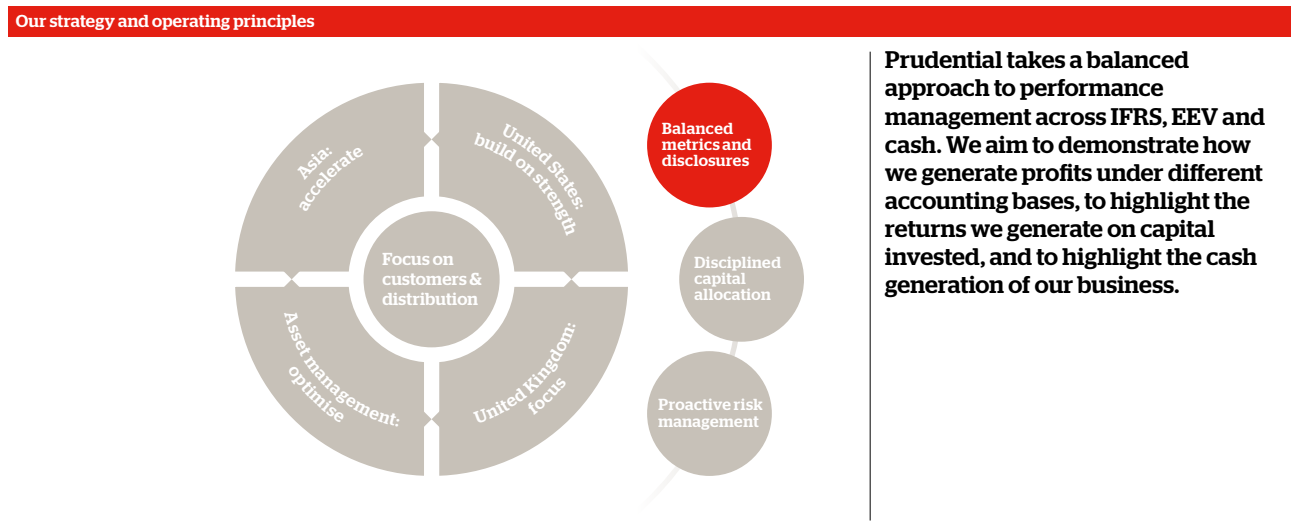 Our strategy and operating principles
Asia:
accelerate
United States:
build on strength
Focus on
customers &
distribution
Asset management:
optimise
United Kingdom:
focus
Balanced
metrics and
disclosures
Disciplined
capital
allocation
Proactive risk
management
Prudential takes a balanced
approach to performance
management across IFRS, EEV and
cash. We aim to demonstrate how
we generate profits under different
accounting bases, to highlight the
returns we generate on capital
invested, and to highlight the cash
generation of our business.